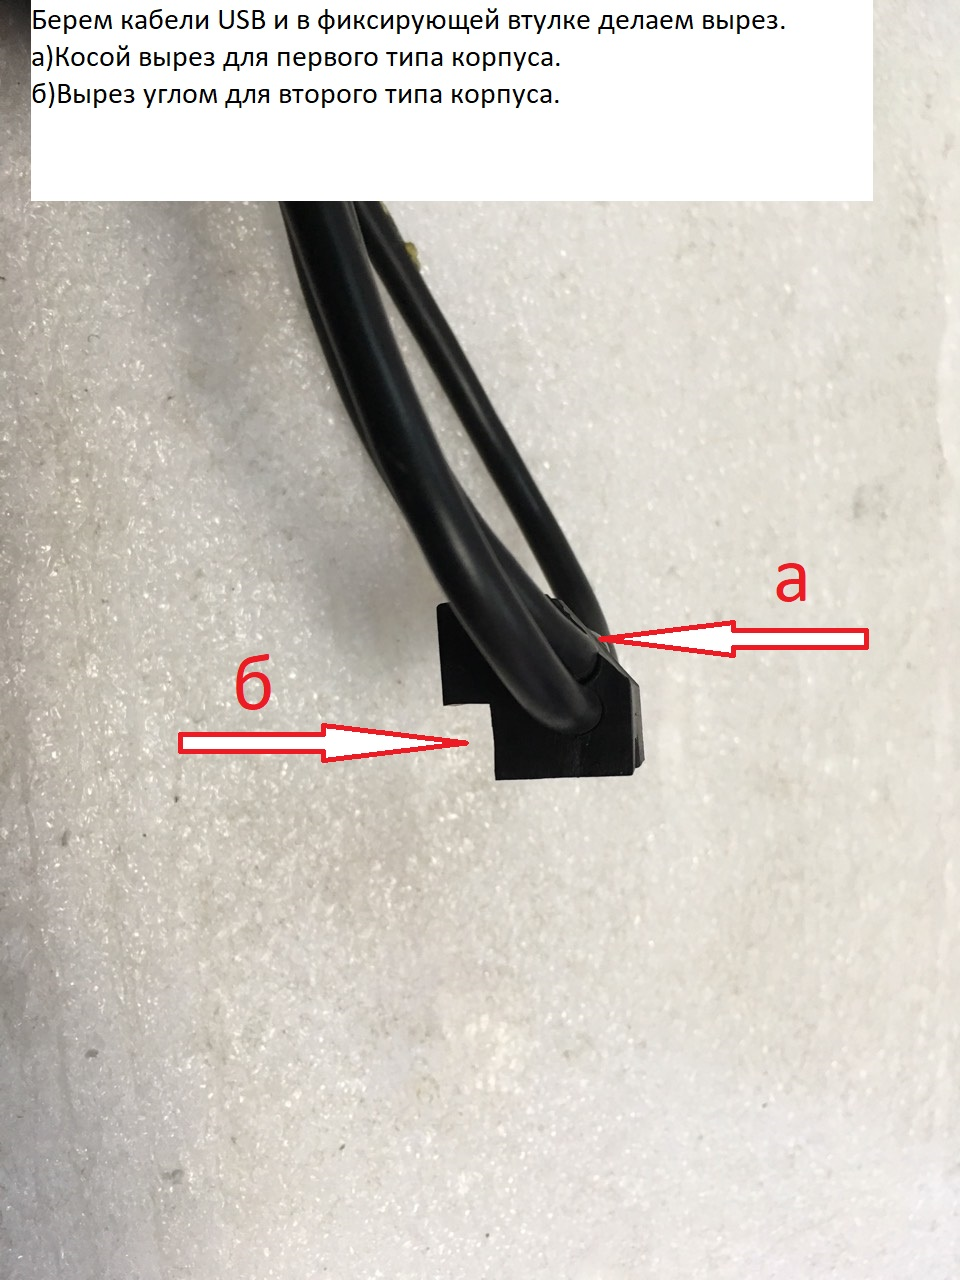 Берем кабели USB и в фиксирующей втулке делаем вырез.
а)Косой вырез для первого типа корпуса.
б)Вырез углом для второго типа корпуса.
а
б